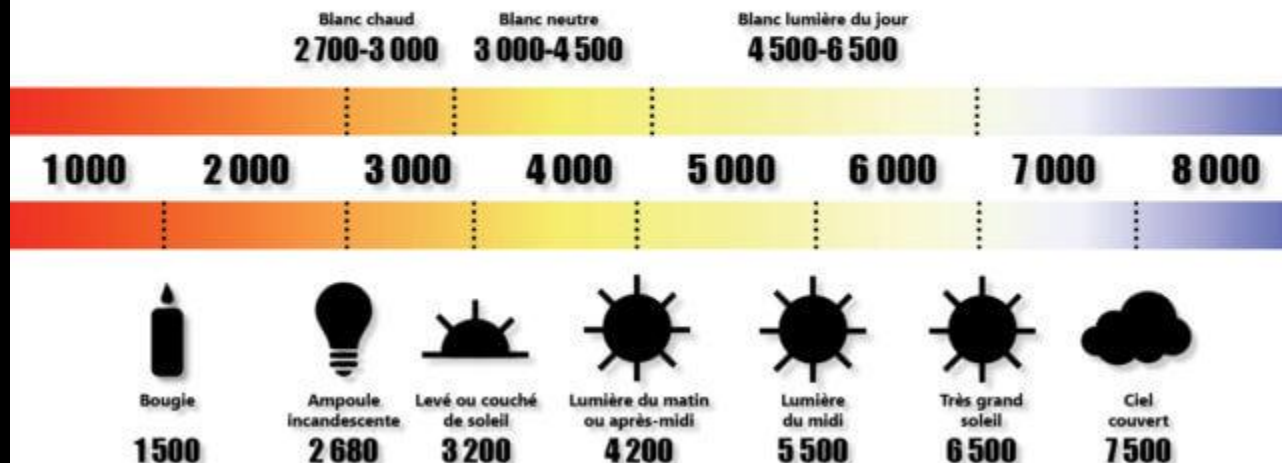 Blanc chaud
2 700-3 000
Blanc neutre
3 000-4 500
Blanc lumière du jour
4 500-6 500
1 000 2 000 3 000 4 000 5 000 6 000 7 000 8 000
Bougie
1 500
Ampoule
incandescente
2 680
Levé ou couché
de soleil
3 200
Lumière du matin
ou après-midi
4 200
Lumière
du midi
5 500
Très grand
soleil
6 500
Ciel
couvert
7 500